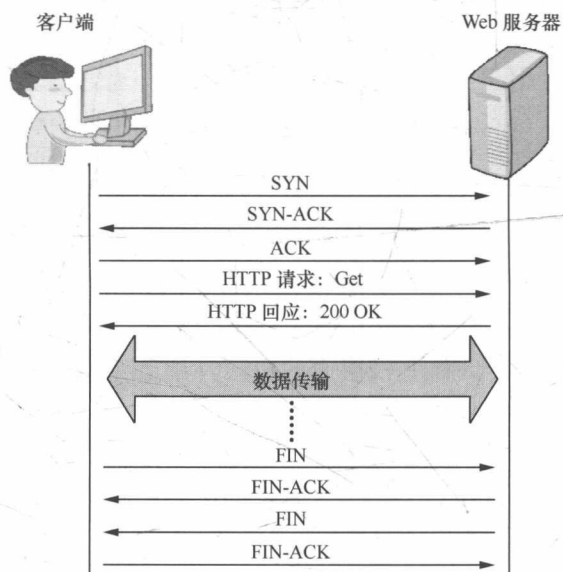 客户端
Web 服务器
SYN
SYN-ACK
ACK
HTTP 请求：Get
HTTP 回应：200 OK
数据传输
FIN
FIN-ACK
FIN
FIN-ACK